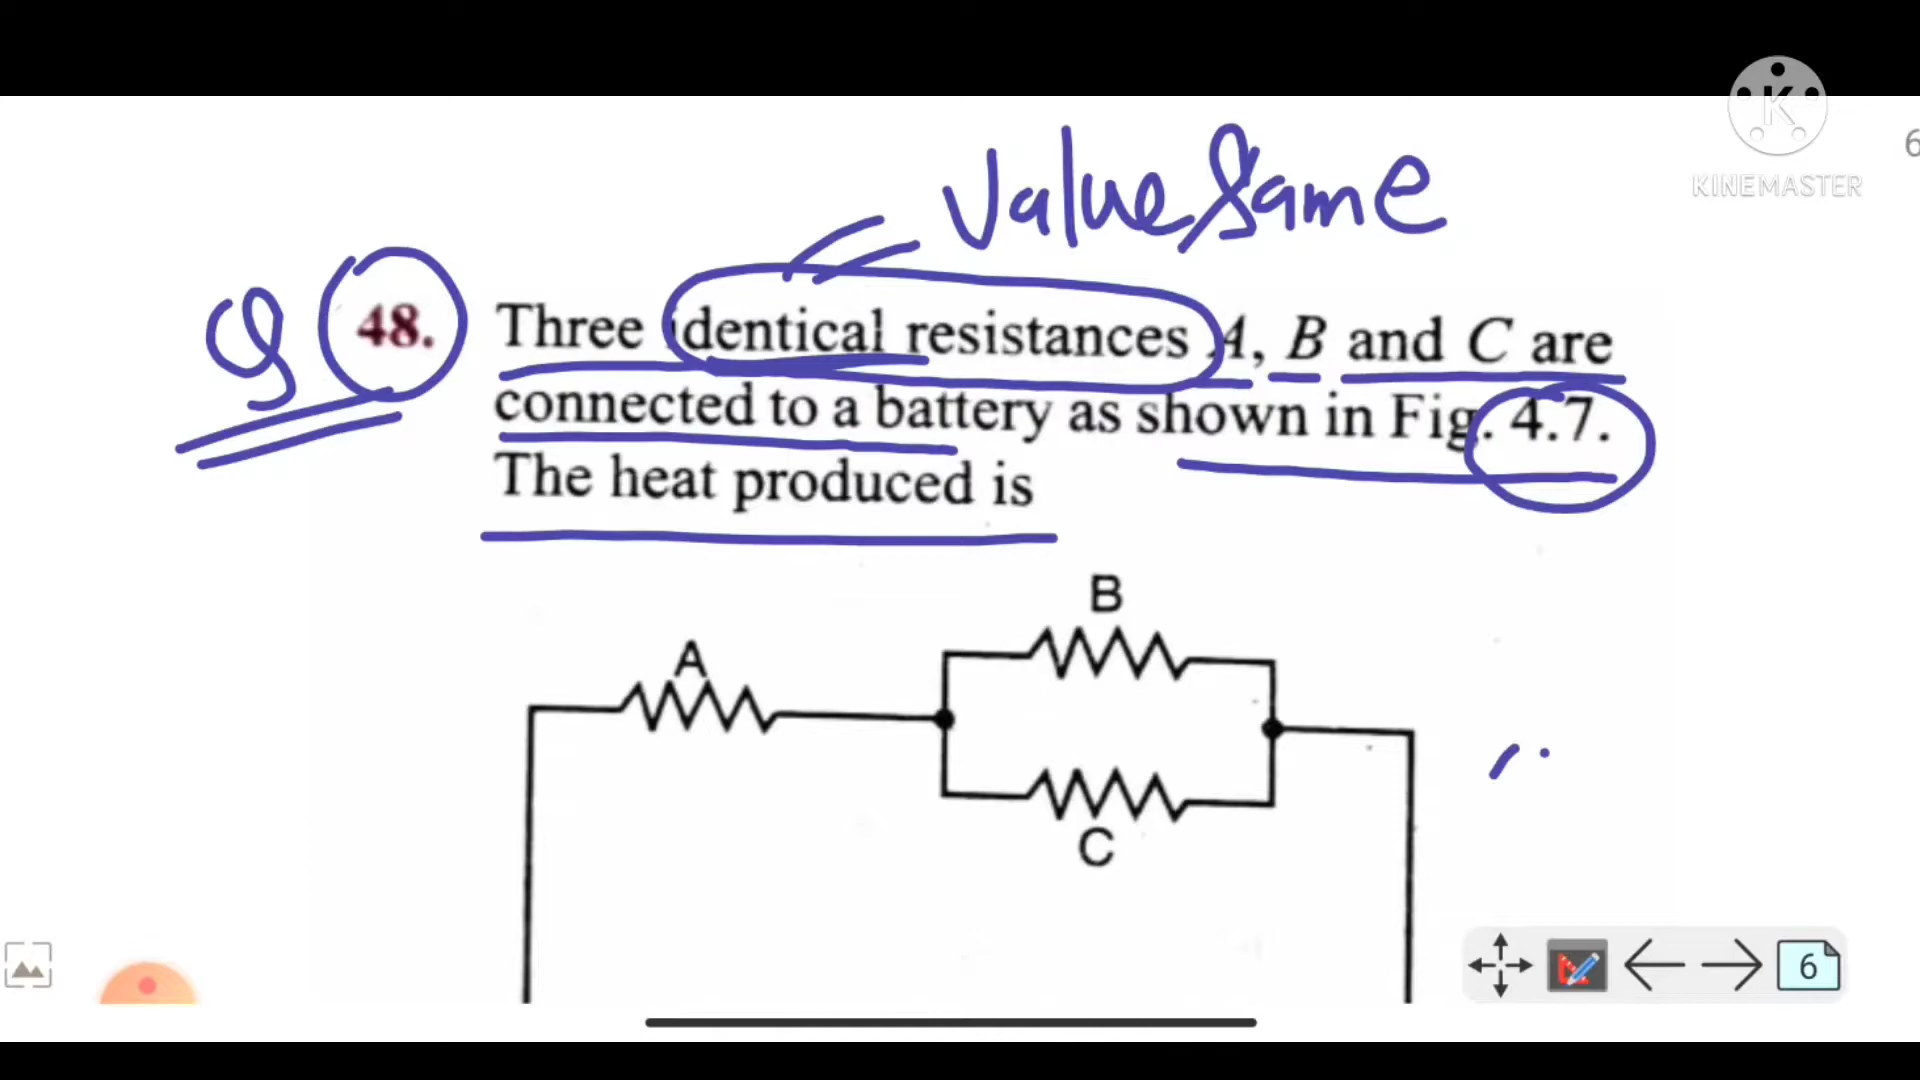 K
KINEMASTER
6
Value Same
Q 48. Three identical resistances A, B and C are
connected to a battery as shown in Fig. 4.7.
The heat produced is
B
A
C
6